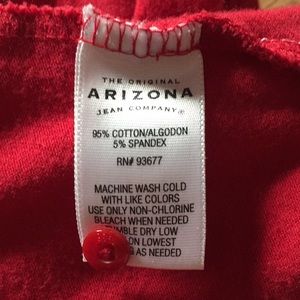 THE ORIGINAL
ARIZONA
JEAN COMPANY®
95% COTTON/ALGODON
5% SPANDEX
RN# 93677
MACHINE WASH COLD
WITH LIKE COLORS
USE ONLY NON-CHLORINE
BLEACH WHEN NEEDED
DRY LOW
LOWEST
AS NEEDED